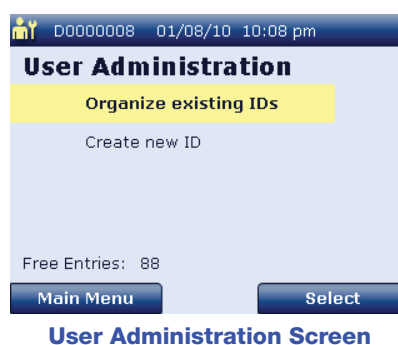 D0000008 01/08/10 10:08 pm
User Administration
Organize existing IDs
Create new ID
Free Entries: 88
Main Menu Select
User Administration Screen